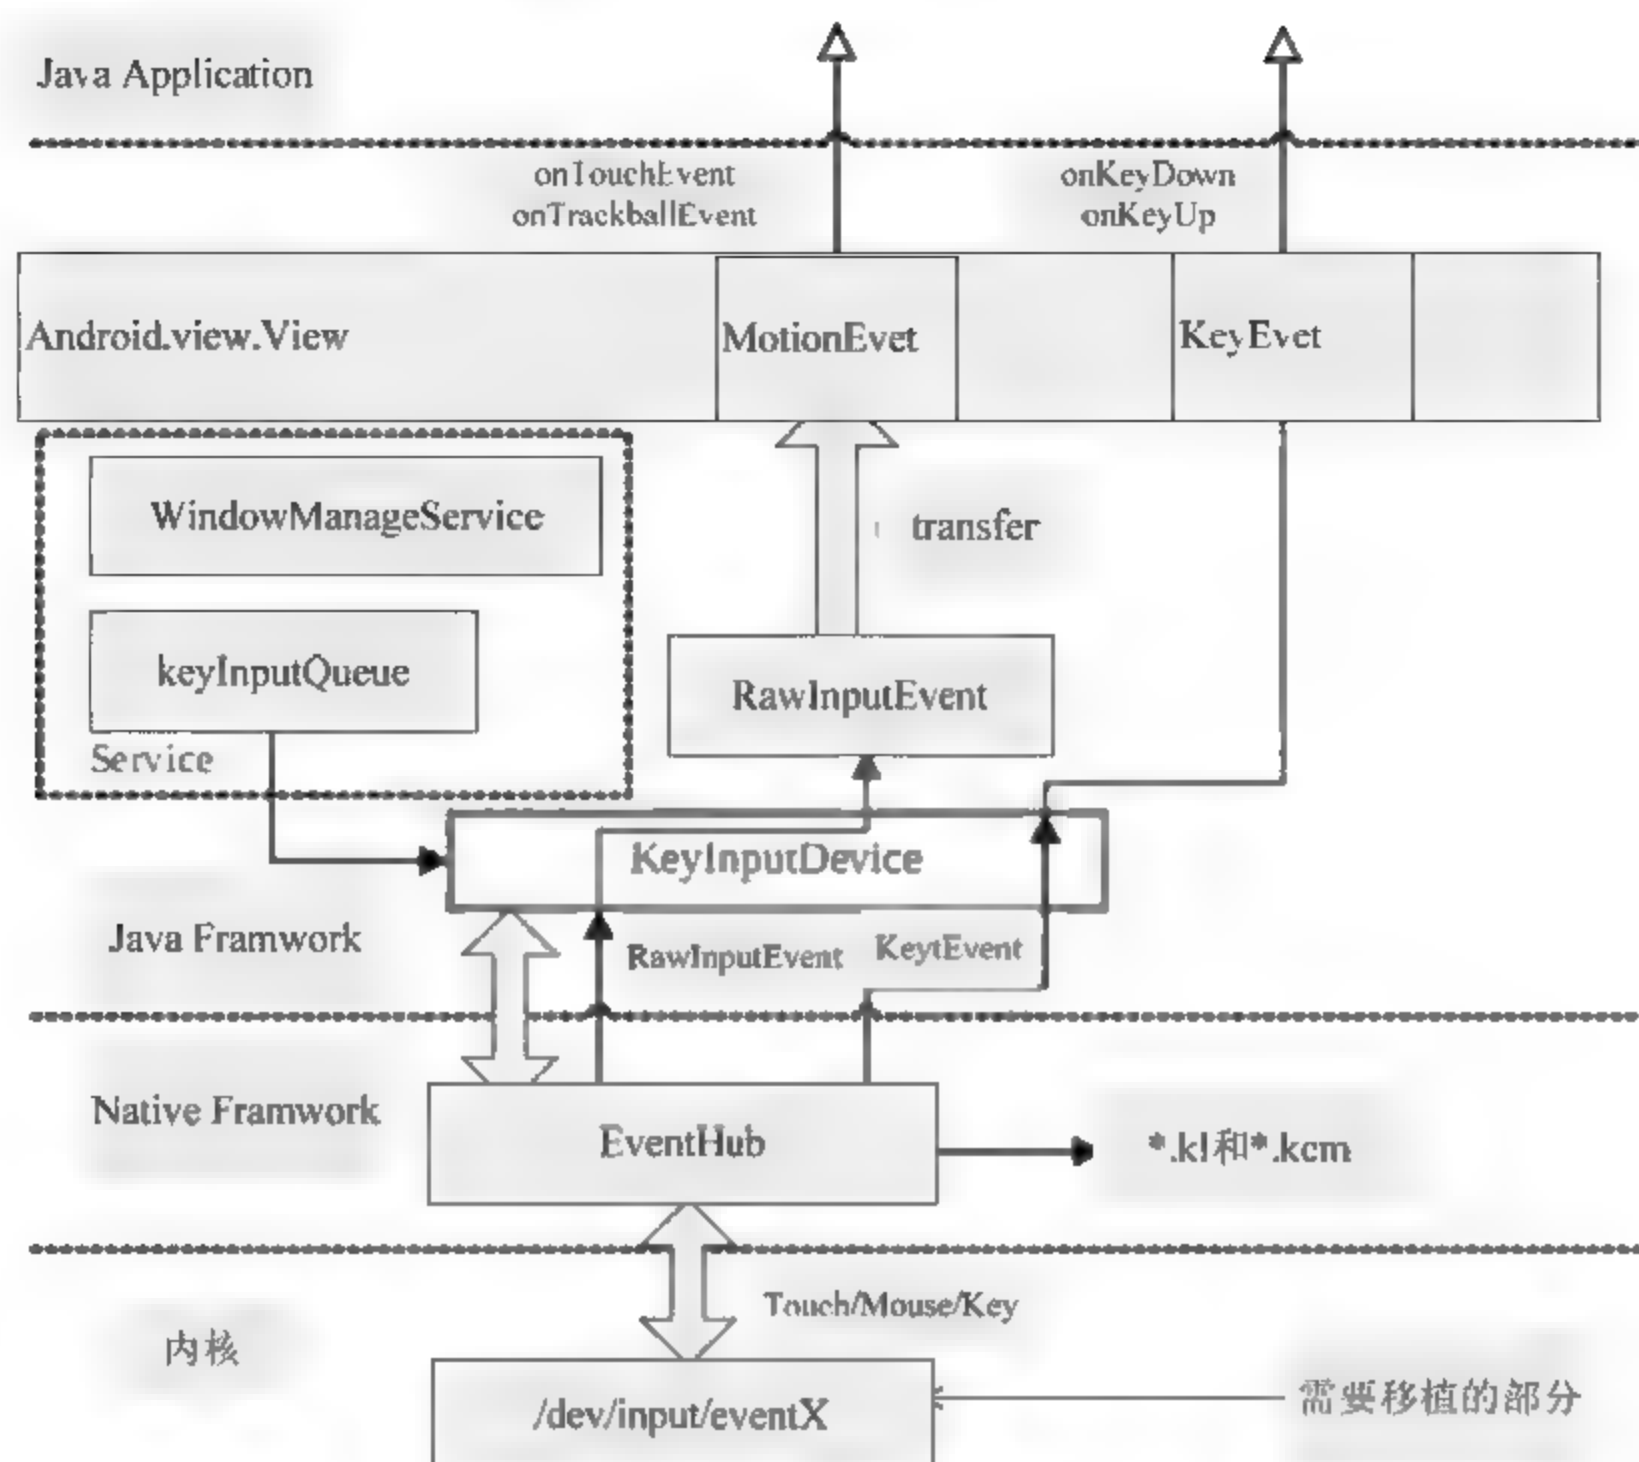 Java Application
onTouchEvent
onTrackballEvent
onKeyDown
onKeyUp
Android.view.View
MotionEvet
KeyEvet
WindowManageService
transfer
keyInputQueue
RawInputEvent
Service
KeyInputDevice
Java Framwork
RawInputEvent
KeytEvent
Native Framwork
EventHub
*.kl和*.kcm
Touch/Mouse/Key
内核
/dev/input/eventX
需要移植的部分